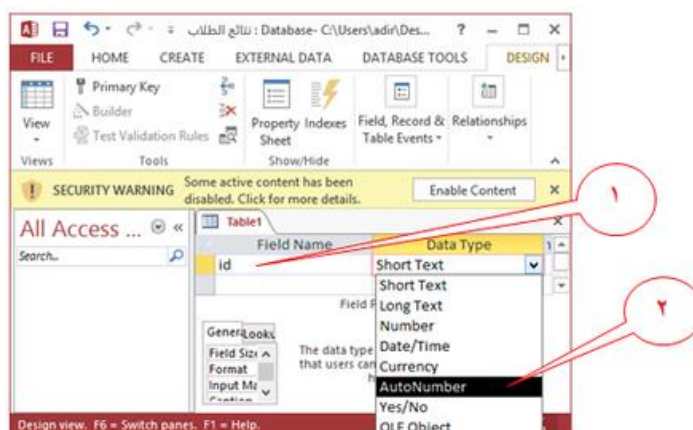 نتائج الطلاب : Database- C:\Users\adir\Des... ?
FILE HOME CREATE EXTERNAL DATA DATABASE TOOLS DESIGN
View
Primary Key
Builder
Test Validation Rules
Property Sheet
Indexes
Field, Record & Table Events
Relationships
Views Tools Show/Hide
SECURITY WARNING Some active content has been disabled. Click for more details. Enable Content
١
All Access ...
Search..
Table1
Field Name Data Type
id Short Text
Short Text
Long Text
Number
Date/Time
Currency
AutoNumber
Yes/No
OLE Object
٢
Field
General
Field Size
Format
Input Ma
Caption
The data type
that users can
Design view. F6 = Switch panes. F1 = Help.